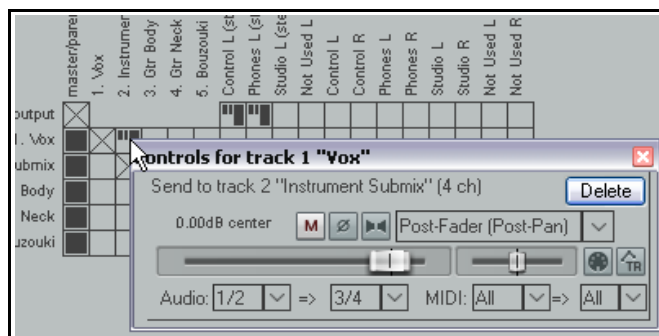 master/parent
1. Vox
2. Instrumen
3. Gtr Body
4. Gtr Neck
5. Bouzouki
Control L (st
Phones L (st
Studio L (ste
Not Used L
Control L
Control R
Phones L
Phones R
Studio L
Studio R
Not Used L
Not Used R
output
1. Vox
ubmix
Body
Neck
uzouki
ontrols for track 1 "Vox"
Send to track 2 "Instrument Submix" (4 ch)
Delete
0.00dB center
M
Post-Fader (Post-Pan)
TR
Audio: 1/2 => 3/4 MIDI: All => All